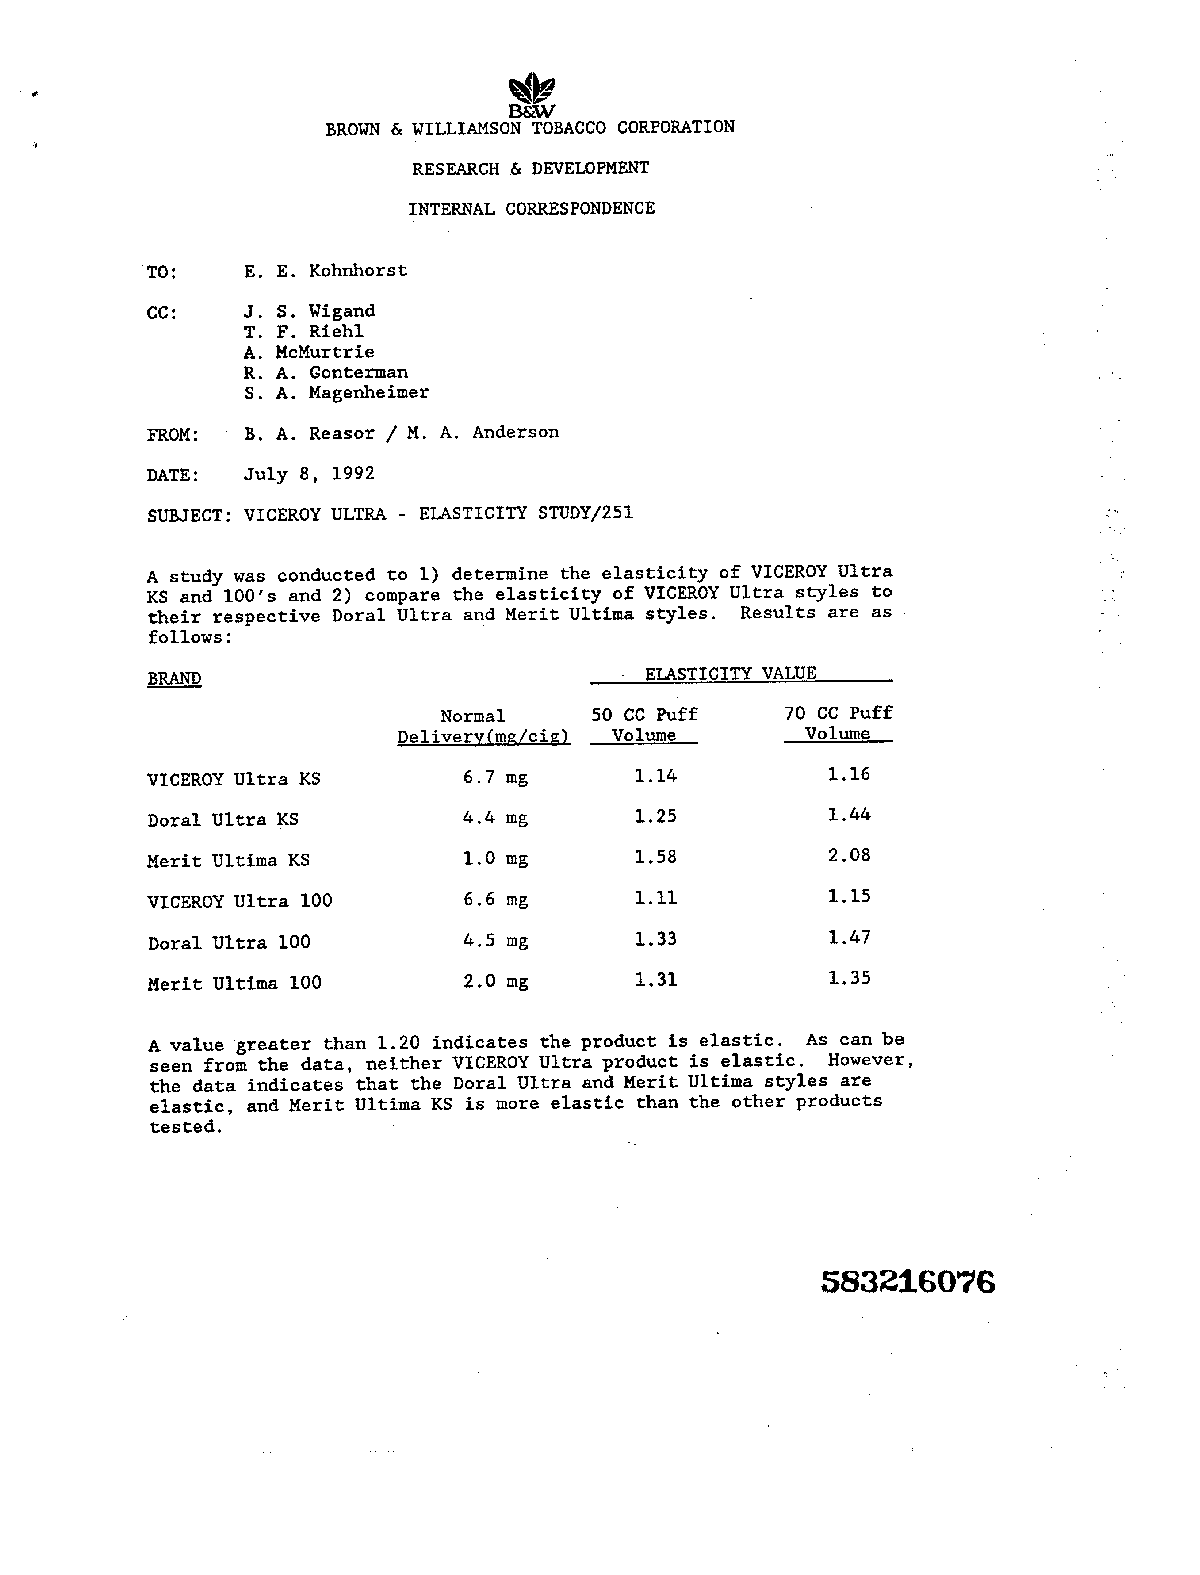 B&W
BROWN & WILLIAMSON TOBACCO CORPORATION
RESEARCH & DEVELOPMENT
INTERNAL CORRESPONDENCE
TO: E. E. Kohnhorst
CC: J. S. Wigand
T. F. Riehl
A. McMurtrie
R. A. Gonterman
S. A. Magenheimer
FROM: B. A. Reasor / M. A. Anderson
DATE: July 8, 1992
SUBJECT: VICEROY ULTRA - ELASTICITY STUDY/251
A study was conducted to 1) determine the elasticity of VICEROY Ultra
KS and 100's and 2) compare the elasticity of VICEROY Ultra styles to
their respective Doral Ultra and Merit Ultima styles. Results are as
follows:
BRAND ELASTICITY VALUE
Normal 50 CC Puff 70 CC Puff
Delivery(mg/cig) Volume Volume
VICEROY Ultra KS 6.7 mg 1.14 1.16
Doral Ultra KS 4.4 mg 1.25 1.44
Merit Ultima KS 1.0 mg 1.58 2.08
VICEROY Ultra 100 6.6 mg 1.11 1.15
Doral Ultra 100 4.5 mg 1.33 1.47
Merit Ultima 100 2.0 mg 1.31 1.35
A value greater than 1.20 indicates the product is elastic. As can be
seen from the data, neither VICEROY Ultra product is elastic. However,
the data indicates that the Doral Ultra and Merit Ultima styles are
elastic, and Merit Ultima KS is more elastic than the other products
tested.
583216076